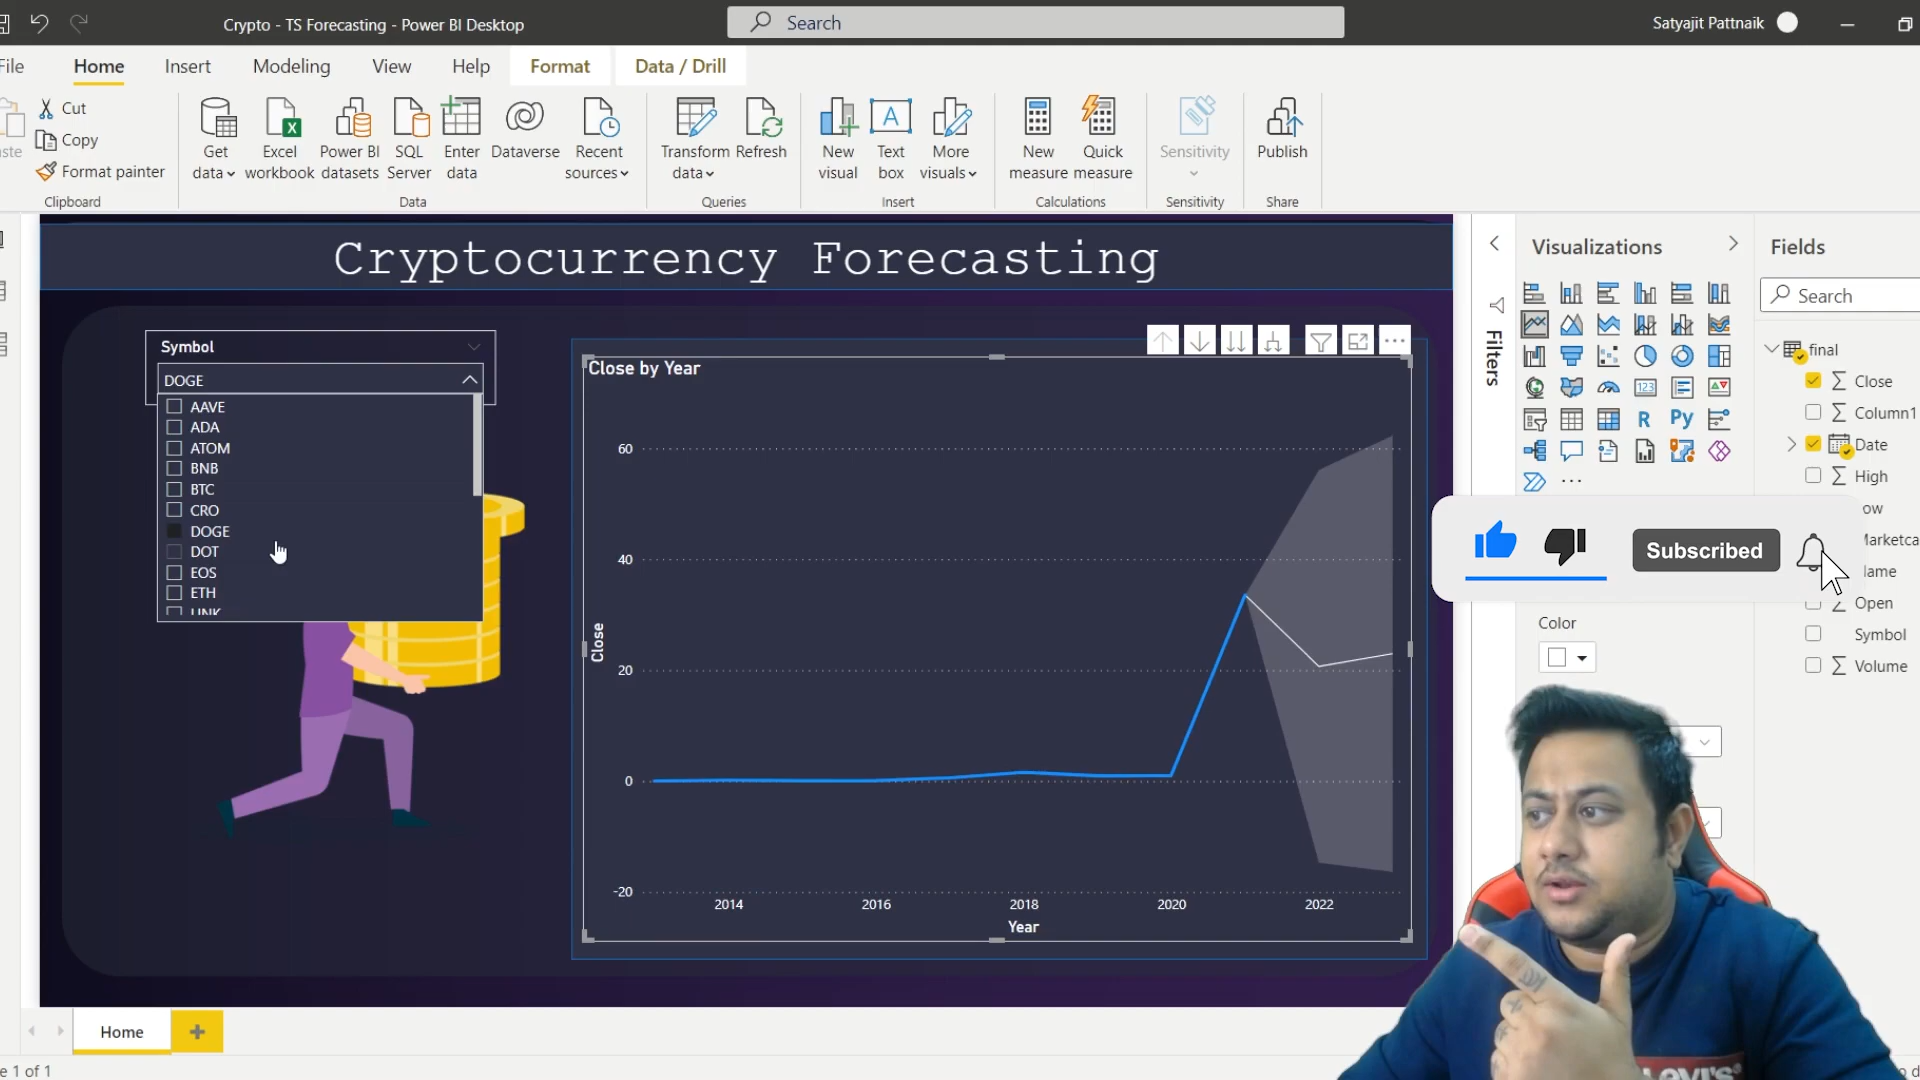 Crypto - TS Forecasting - Power BI Desktop
Search
Satyajit Pattnaik
File
Home
Insert
Modeling
View
Help
Format
Data / Drill
Cut
Copy
Format painter
Clipboard
Get data
Excel workbook
Power BI datasets
SQL Server
Enter data
Dataverse
Recent sources
Data
Transform data
Refresh
Queries
New visual
Text box
More visuals
Insert
New measure
Quick measure
Calculations
Sensitivity
Sensitivity
Publish
Share
Cryptocurrency Forecasting
Symbol
DOGE
AAVE
ADA
ATOM
BNB
BTC
CRO
DOGE
DOT
EOS
ETH
LINK
Close by Year
60
40
20
0
-20
Close
2014
2016
2018
2020
2022
Year
Filters
Visualizations
Fields
Search
final
Close
Column1
Date
High
Open
Symbol
Volume
Color
Subscribed
Home
1 of 1